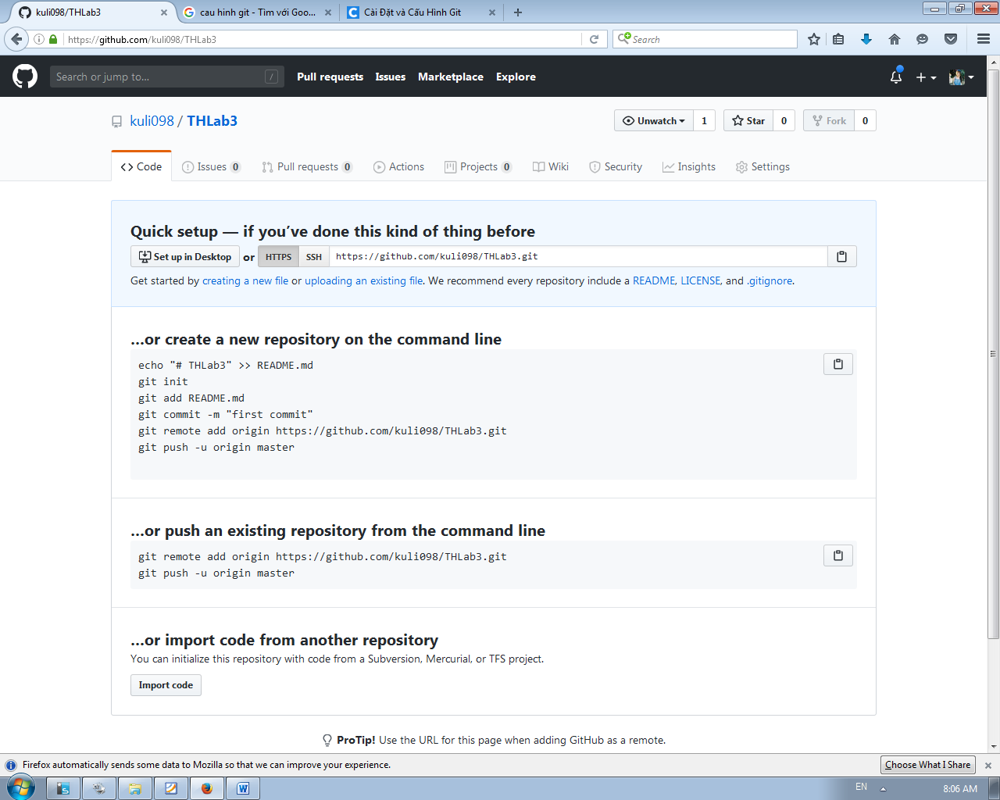 kuli098/THLab3
cau hinh git - Tìm với Goo...
Cài Đặt và Cấu Hình Git
https://github.com/kuli098/THLab3
Search
Search or jump to...
/
Pull requests
Issues
Marketplace
Explore
kuli098 / THLab3
Unwatch 1
Star 0
Fork 0
Code
Issues 0
Pull requests 0
Actions
Projects 0
Wiki
Security
Insights
Settings
Quick setup — if you’ve done this kind of thing before
Set up in Desktop or HTTPS SSH https://github.com/kuli098/THLab3.git
Get started by creating a new file or uploading an existing file. We recommend every repository include a README, LICENSE, and .gitignore.
…or create a new repository on the command line
echo "# THLab3" >> README.md
git init
git add README.md
git commit -m "first commit"
git remote add origin https://github.com/kuli098/THLab3.git
git push -u origin master
…or push an existing repository from the command line
git remote add origin https://github.com/kuli098/THLab3.git
git push -u origin master
…or import code from another repository
You can initialize this repository with code from a Subversion, Mercurial, or TFS project.
Import code
ProTip! Use the URL for this page when adding GitHub as a remote.
Firefox automatically sends some data to Mozilla so that we can improve your experience.
Choose What I Share
EN
8:06 AM